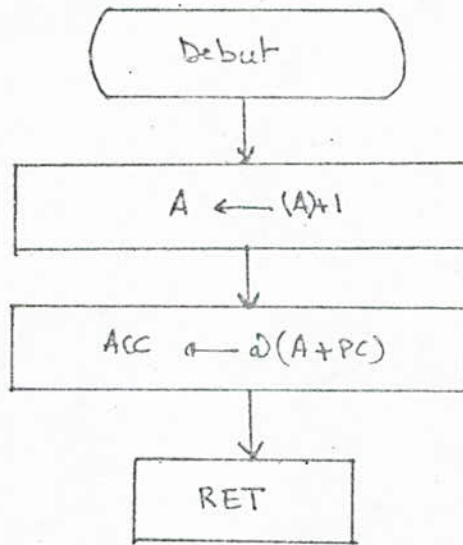 Debut
A ← (A)+1
ACC ← @(A+PC)
RET